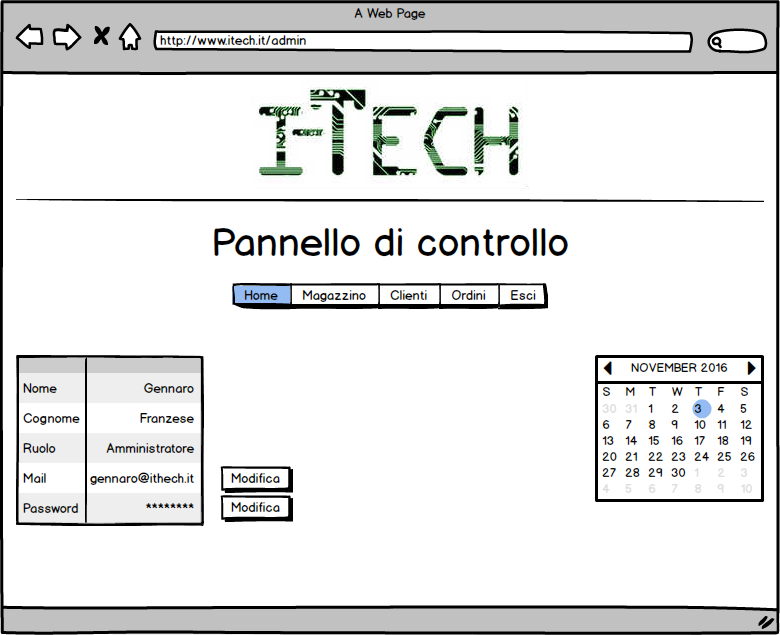 A Web Page
http://www.itech.it/admin
I-TECH
Pannello di controllo
Home Magazzino Clienti Ordini Esci
Nome Gennaro
Cognome Franzese
Ruolo Amministratore
Mail gennaro@ithech.it Modifica
Password ******** Modifica
NOVEMBER 2016
S M T W T F S
30 31 1 2 3 4 5
6 7 8 9 10 11 12
13 14 15 16 17 18 19
20 21 22 23 24 25 26
27 28 29 30 1 2 3
4 5 6 7 8 9 10